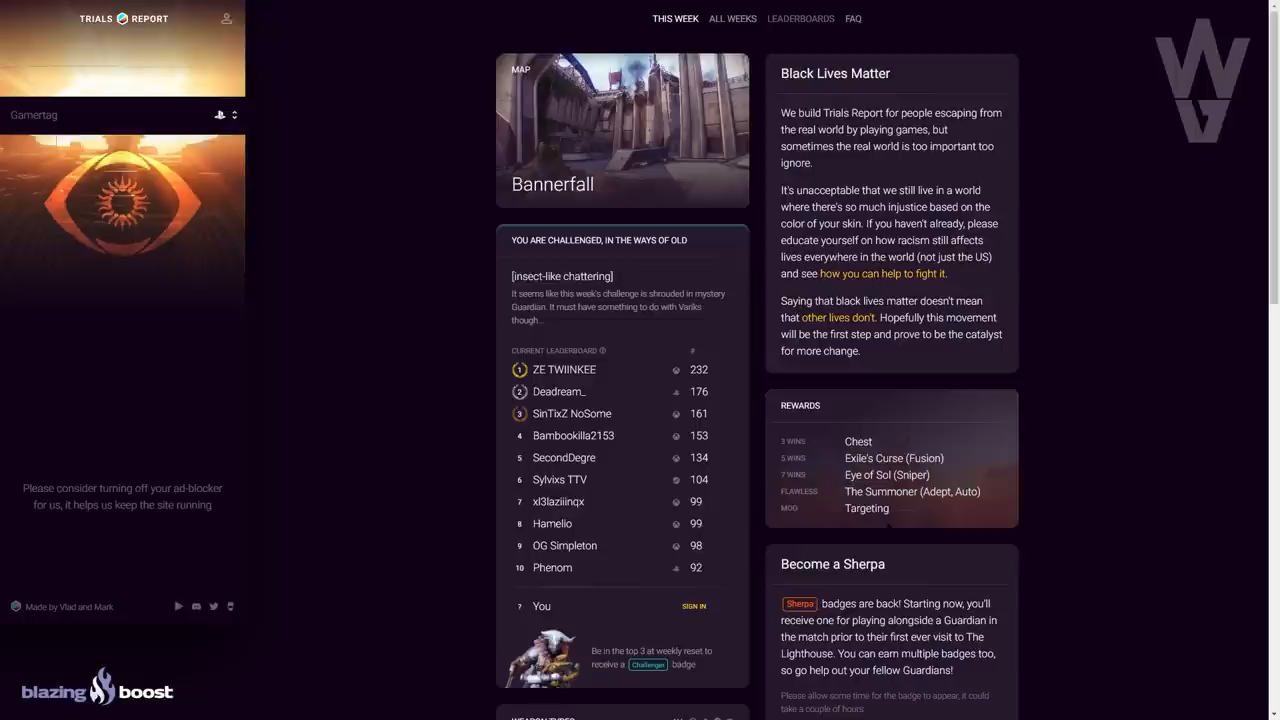 TRIALS REPORT
THIS WEEK ALL WEEKS LEADERBOARDS FAQ
Gamertag
Please consider turning off your ad-blocker
for us, it helps us keep the site running
Made by Vlad and Mark
blazing boost
MAP
Bannerfall
YOU ARE CHALLENGED, IN THE WAYS OF OLD
[insect-like chattering]
It seems like this week's challenge is shrouded in mystery
Guardian. It must have something to do with Variks
though...
CURRENT LEADERBOARD #
1 ZE TWIINKEE 232
2 Deadream_ 176
3 SinTixZ NoSome 161
4 Bambookilla2153 153
5 SecondDegre 134
6 Sylvixs TTV 104
7 xl3laziiinqx 99
8 Hamelio 99
9 OG Simpleton 98
10 Phenom 92
? You SIGN IN
Be in the top 3 at weekly reset to
receive a Challenger badge
WEAPON TYPES
Black Lives Matter
We build Trials Report for people escaping from
the real world by playing games, but
sometimes the real world is too important too
ignore.
It's unacceptable that we still live in a world
where there's so much injustice based on the
color of your skin. If you haven't already, please
educate yourself on how racism still affects
lives everywhere in the world (not just the US)
and see how you can help to fight it.
Saying that black lives matter doesn't mean
that other lives don't. Hopefully this movement
will be the first step and prove to be the catalyst
for more change.
REWARDS
3 WINS Chest
5 WINS Exile's Curse (Fusion)
7 WINS Eye of Sol (Sniper)
FLAWLESS The Summoner (Adept, Auto)
MOD Targeting
Become a Sherpa
Sherpa badges are back! Starting now, you'll
receive one for playing alongside a Guardian in
the match prior to their first ever visit to The
Lighthouse. You can earn multiple badges too,
so go help out your fellow Guardians!
Please allow some time for the badge to appear, it could
take a couple of hours
WG